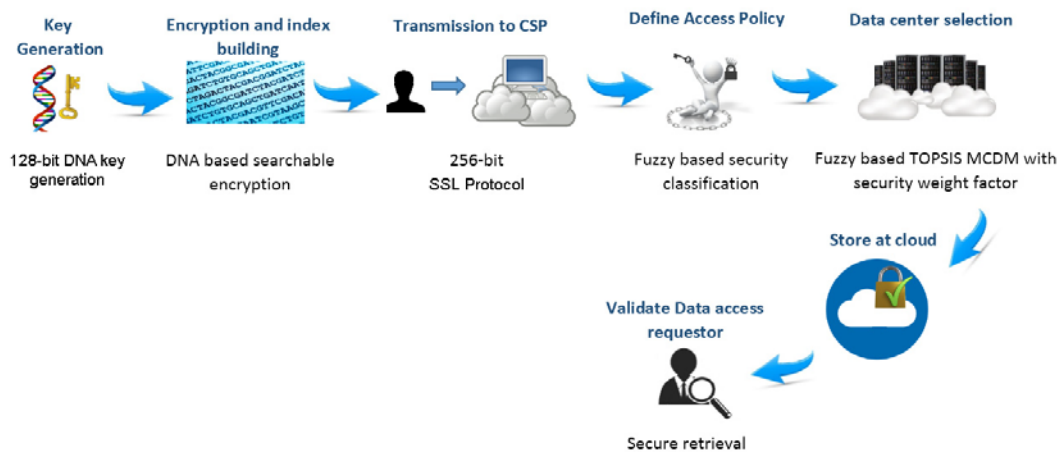 Key
Generation
Encryption and index
building
Transmission to CSP
Define Access Policy
Data center selection
128-bit DNA key
generation
DNA based searchable
encryption
256-bit
SSL Protocol
Fuzzy based security
classification
Fuzzy based TOPSIS MCDM with
security weight factor
Store at cloud
Validate Data access
requestor
Secure retrieval